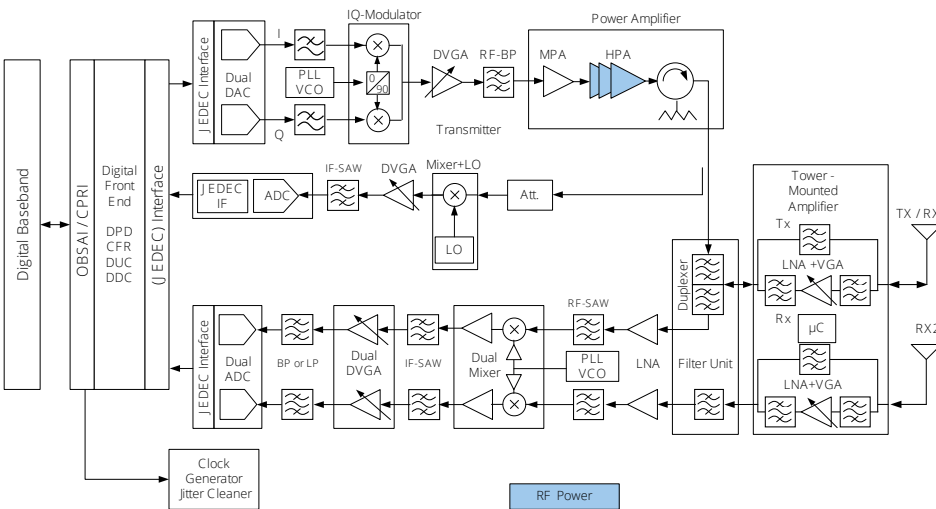 IQ-Modulator
Power Amplifier
JEDEC Interface
I
Dual
DAC
Q
PLL
VCO
0
90
DVGA
RF-BP
MPA
HPA
Transmitter
Digital Baseband
OBSAI / CPRI
Digital
Front
End
DPD
CFR
DUC
DDC
(JEDEC) Interface
JEDEC
IF
ADC
IF-SAW
DVGA
Mixer+LO
LO
Att.
Tower -
Mounted
Amplifier
Tx
LNA +VGA
Rx
µC
LNA+VGA
TX / RX
RX2
Duplexer
Filter Unit
JEDEC Interface
Dual
ADC
BP or LP
Dual
DVGA
IF-SAW
Dual
Mixer
RF-SAW
PLL
VCO
LNA
Clock
Generator
Jitter Cleaner
RF Power